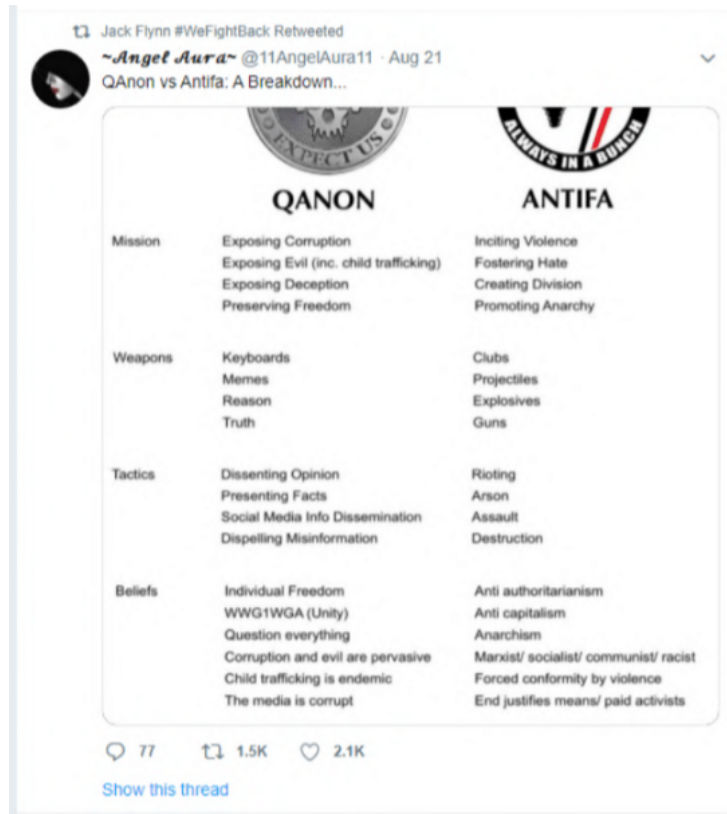 Jack Flynn #WeFightBack Retweeted
~Angel Aura~ @11AngelAura11 · Aug 21
QAnon vs Antifa: A Breakdown...
EXPECT US
ALWAYS IN A BUNCH
QANON ANTIFA
Mission Exposing Corruption Inciting Violence
Exposing Evil (inc. child trafficking) Fostering Hate
Exposing Deception Creating Division
Preserving Freedom Promoting Anarchy
Weapons Keyboards Clubs
Memes Projectiles
Reason Explosives
Truth Guns
Tactics Dissenting Opinion Rioting
Presenting Facts Arson
Social Media Info Dissemination Assault
Dispelling Misinformation Destruction
Beliefs Individual Freedom Anti authoritarianism
WWG1WGA (Unity) Anti capitalism
Question everything Anarchism
Corruption and evil are pervasive Marxist/ socialist/ communist/ racist
Child trafficking is endemic Forced conformity by violence
The media is corrupt End justifies means/ paid activists
77 1.5K 2.1K
Show this thread